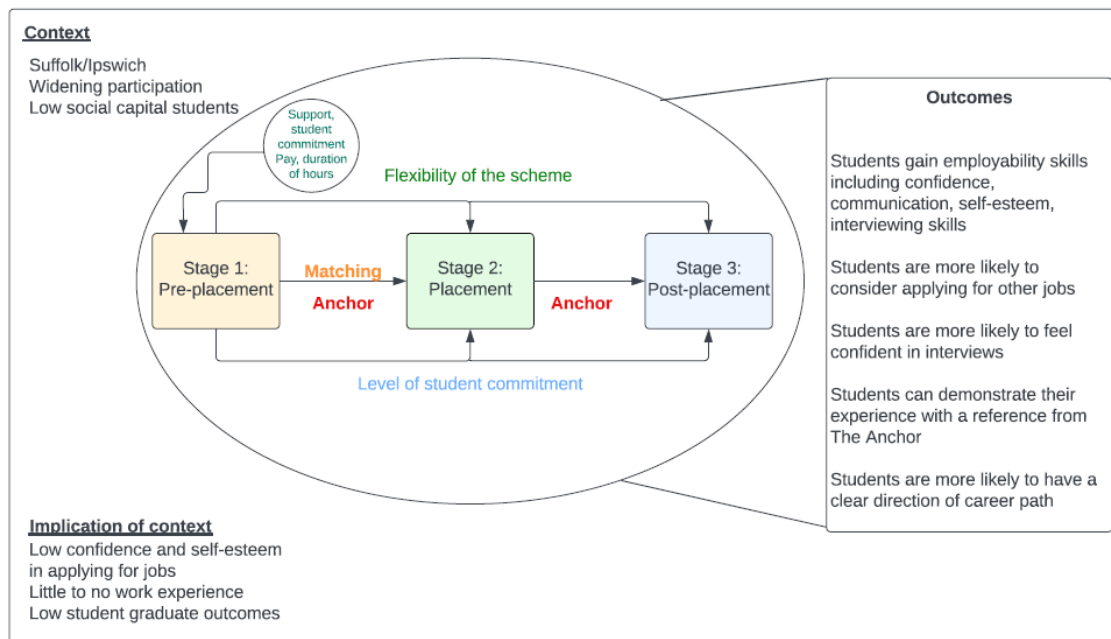 Context
Suffolk/Ipswich
Widening participation
Low social capital students
Support,
student
commitment
Pay, duration
of hours
Flexibility of the scheme
Stage 1:
Pre-placement
Matching
Anchor
Stage 2:
Placement
Anchor
Stage 3:
Post-placement
Level of student commitment
Outcomes
Students gain employability skills
including confidence,
communication, self-esteem,
interviewing skills
Students are more likely to
consider applying for other jobs
Students are more likely to feel
confident in interviews
Students can demonstrate their
experience with a reference from
The Anchor
Students are more likely to have a
clear direction of career path
Implication of context
Low confidence and self-esteem
in applying for jobs
Little to no work experience
Low student graduate outcomes